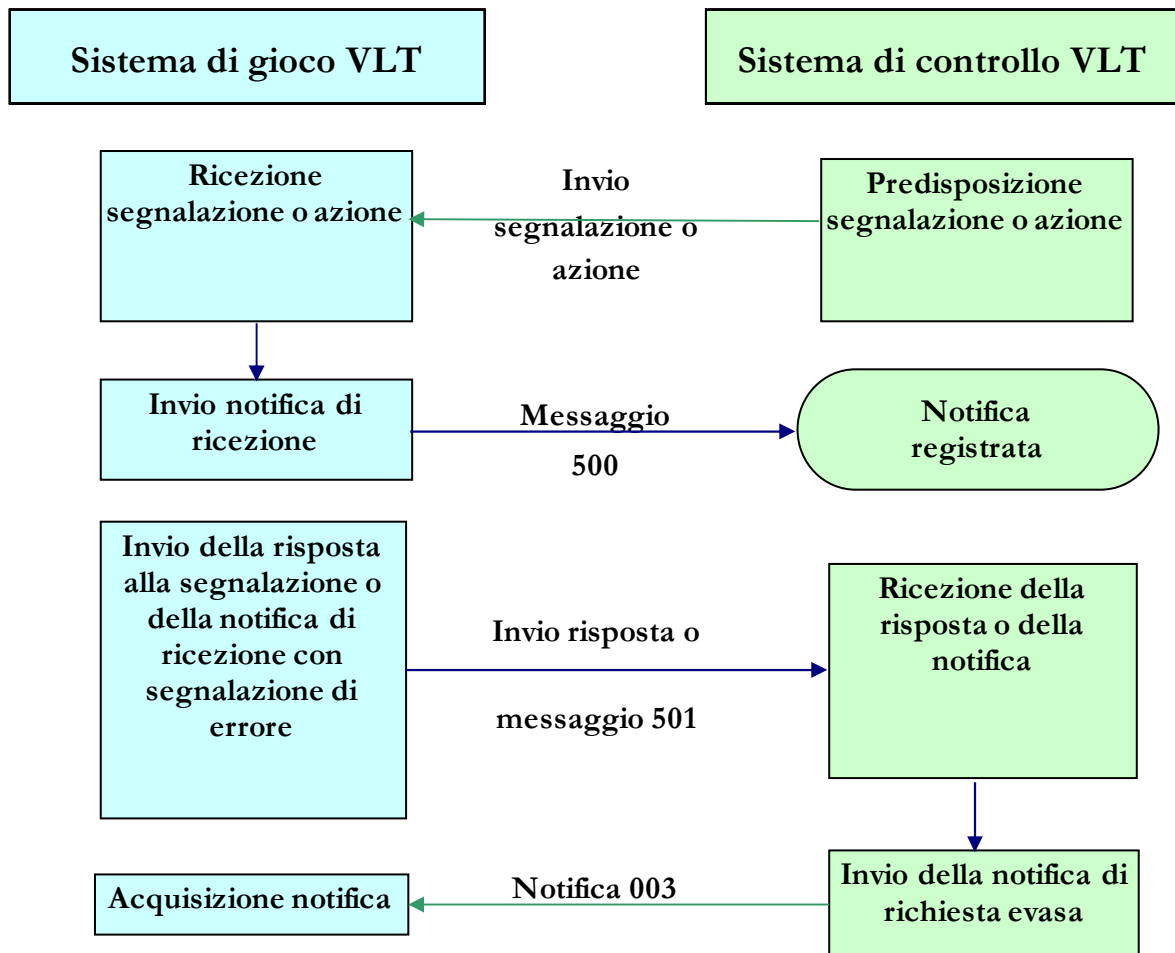 Sistema di gioco VLT
Sistema di controllo VLT
Ricezione
segnalazione o azione
Invio
segnalazione o
azione
Predisposizione
segnalazione o azione
Invio notifica di
ricezione
Messaggio
500
Notifica
registrata
Invio della risposta
alla segnalazione o
della notifica di
ricezione con
segnalazione di
errore
Invio risposta o
messaggio 501
Ricezione della
risposta o della
notifica
Acquisizione notifica
Notifica 003
Invio della notifica di
richiesta evasa